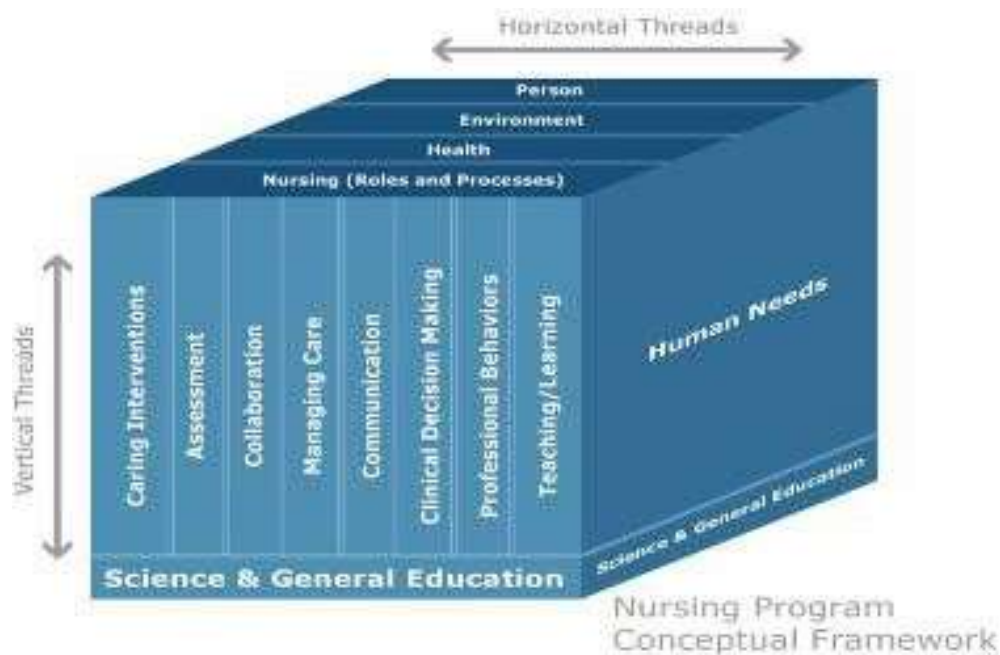 Horizontal Threads
Person
Environment
Health
Nursing (Roles and Processes)
Vertical Threads
Caring Interventions
Assessment
Collaboration
Managing Care
Communication
Clinical Decision Making
Professional Behaviors
Teaching/Learning
Human Needs
Science & General Education
Science & General Education
Nursing Program
Conceptual Framework